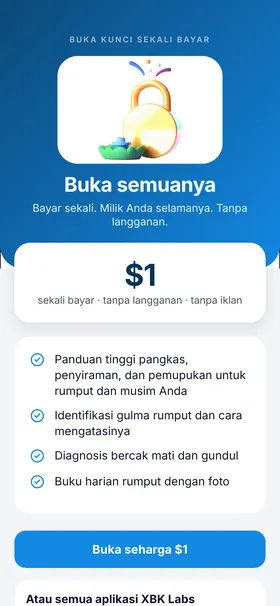 BUKA KUNCI SEKALI BAYAR
Buka semuanya
Bayar sekali. Milik Anda selamanya. Tanpa
langganan.
$1
sekali bayar · tanpa langganan · tanpa iklan
Panduan tinggi pangkas,
penyiraman, dan pemupukan untuk
rumput dan musim Anda
Identifikasi gulma rumput dan cara
mengatasinya
Diagnosis bercak mati dan gundul
Buku harian rumput dengan foto
Buka seharga $1
Atau semua aplikasi XBK Labs